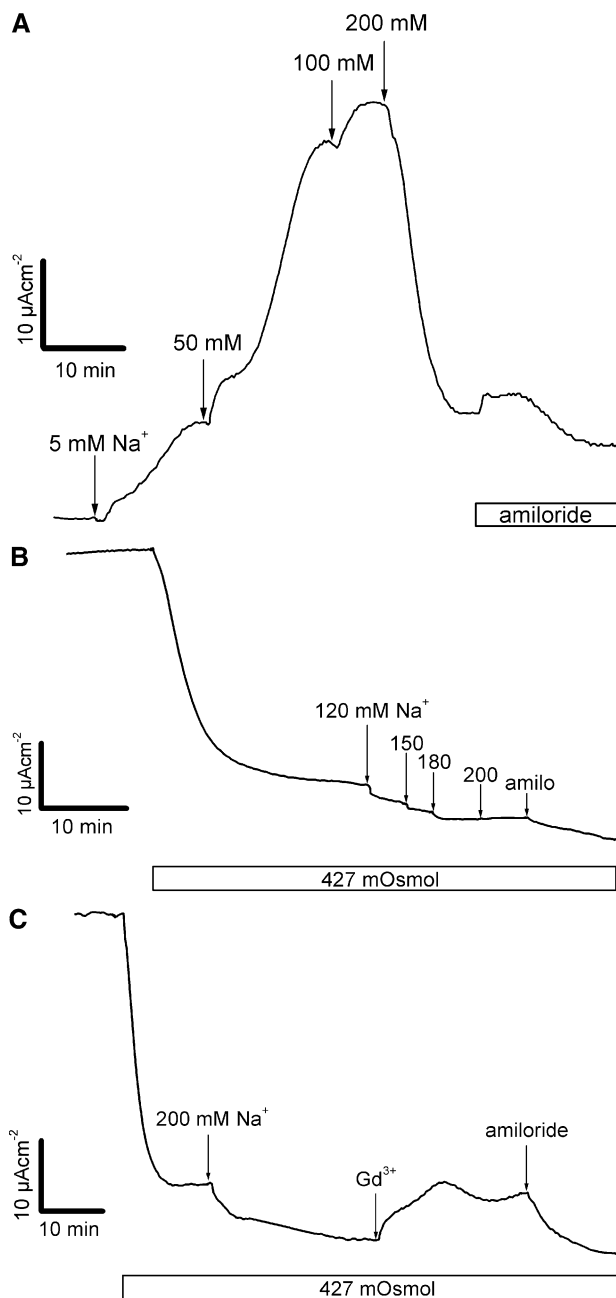 A
200 mM
100 mM
10 µAcm⁻²
10 min
50 mM
5 mM Na⁺
amiloride
B
10 µAcm⁻²
10 min
120 mM Na⁺
150
180
200
amilo
427 mOsmol
C
10 µAcm⁻²
10 min
200 mM Na⁺
Gd³⁺
amiloride
427 mOsmol